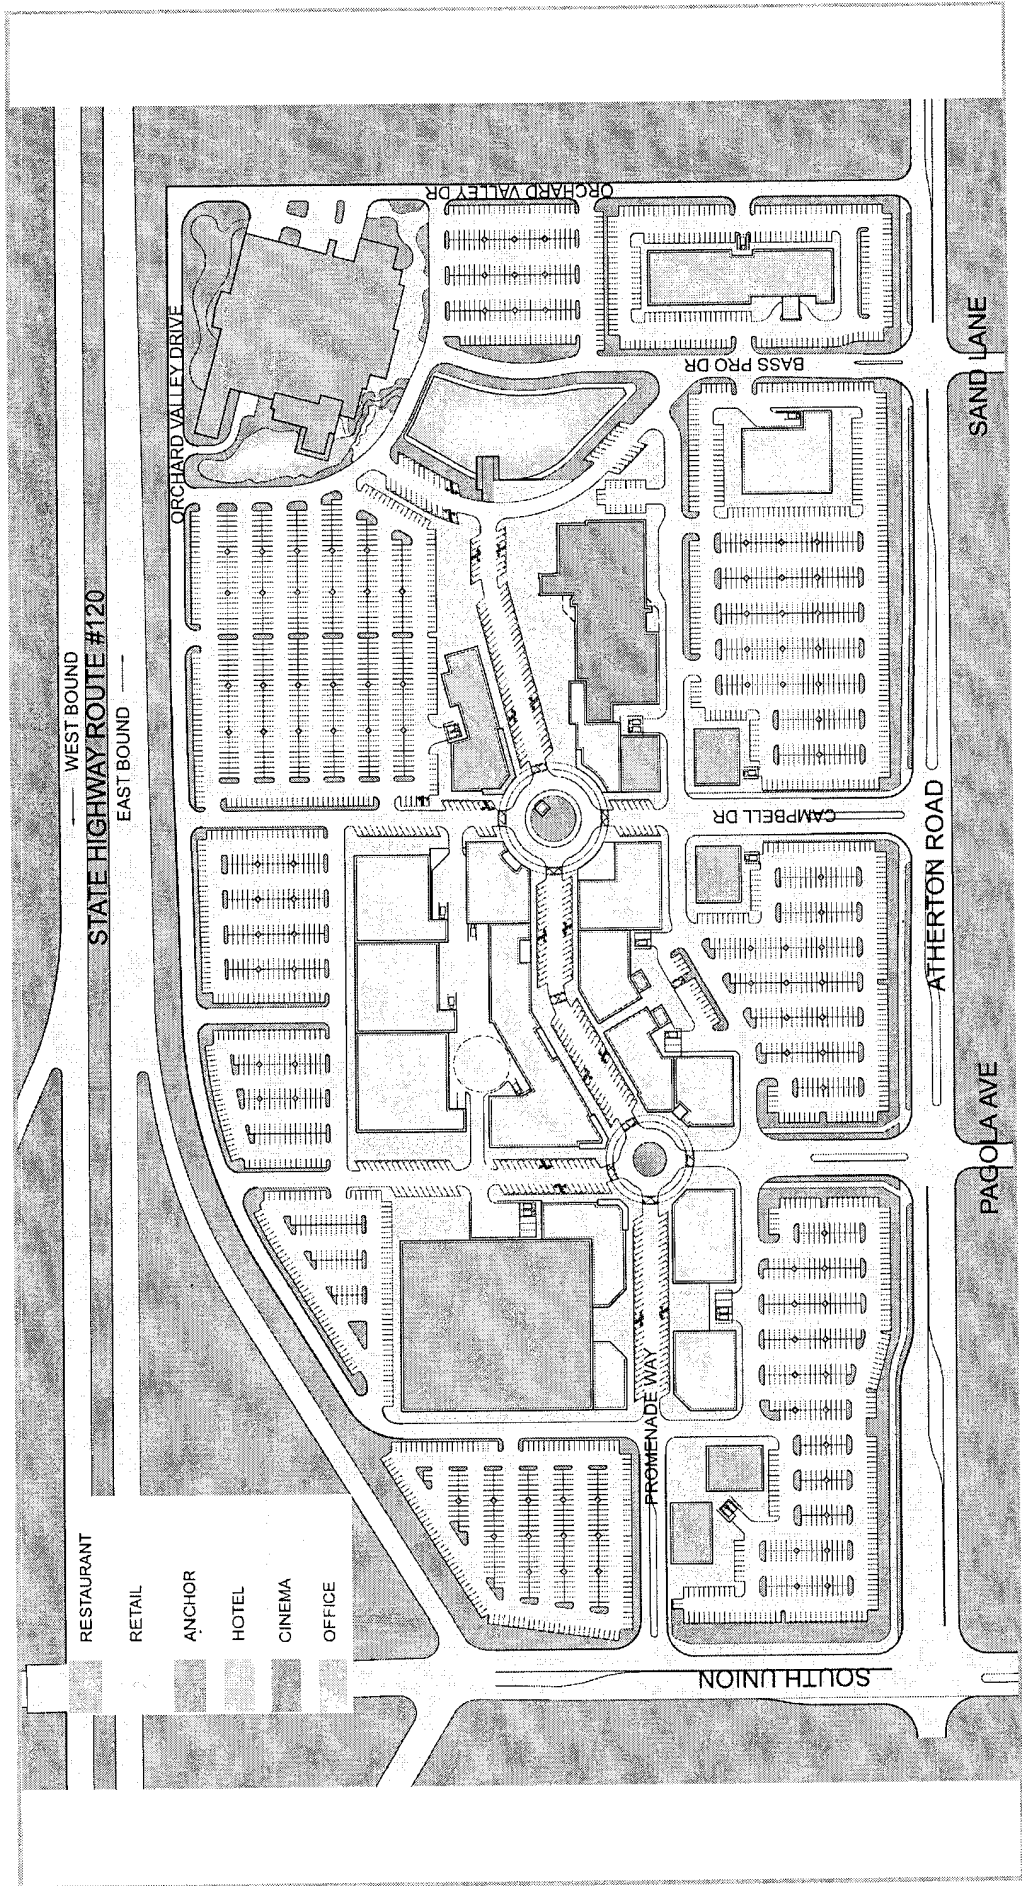 WEST BOUND
STATE HIGHWAY ROUTE #120
EAST BOUND
ORCHARD VALLEY DRIVE
ORCHARD VALLEY DR
BASS PRO DR
SAND LANE
CAMPBELL DR
ATHERTON ROAD
PAGOLA AVE
PROMENADE WAY
SOUTH UNION
RESTAURANT
RETAIL
ANCHOR
HOTEL
CINEMA
OFFICE